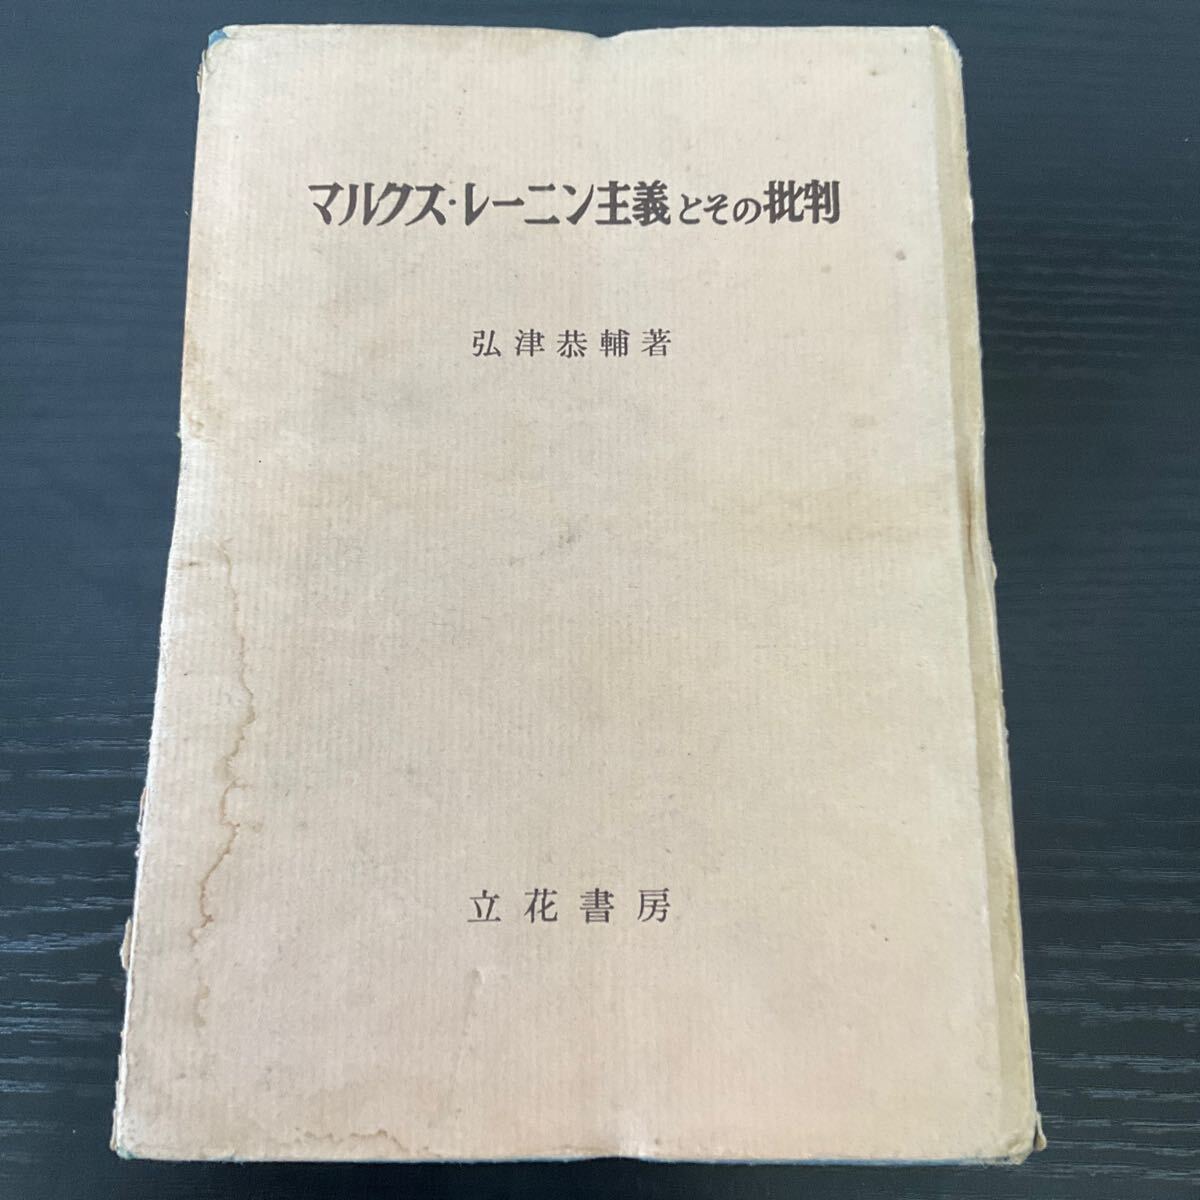 マルクス・レーニン主義とその批判
弘津恭輔著
立花書房